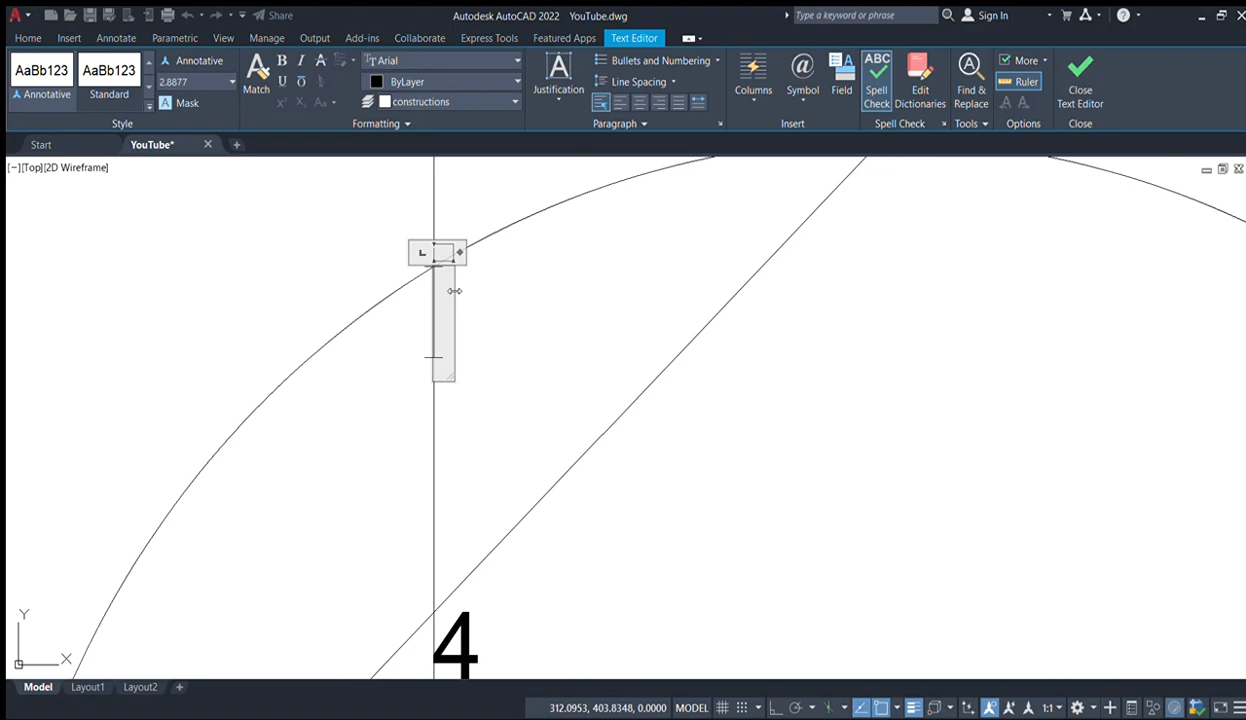 Share
Autodesk AutoCAD 2022 YouTube.dwg
Type a keyword or phrase
Sign In
Home Insert Annotate Parametric View Manage Output Add-ins Collaborate Express Tools Featured Apps Text Editor
AaBb123 AaBb123
Annotative Standard
Annotative
2.8877
Mask
Style
Match
B I A
U O
Arial
ByLayer
constructions
Formatting
Justification
Bullets and Numbering
Line Spacing
Paragraph
Columns
Symbol
Field
Insert
ABC
Spell
Check
Edit
Dictionaries
Spell Check
Find &
Replace
Tools
More
Ruler
Options
Close
Text Editor
Close
Start YouTube*
[−][Top][2D Wireframe]
4
Y
X
Model Layout1 Layout2
312.0953, 403.8348, 0.0000 MODEL
1:1